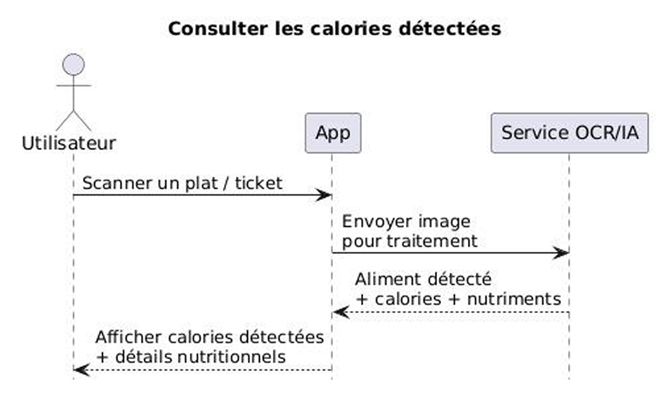 Consulter les calories détectées
Utilisateur
App
Service OCR/IA
Scanner un plat / ticket
Envoyer image
pour traitement
Aliment détecté
+ calories + nutriments
Afficher calories détectées
+ détails nutritionnels